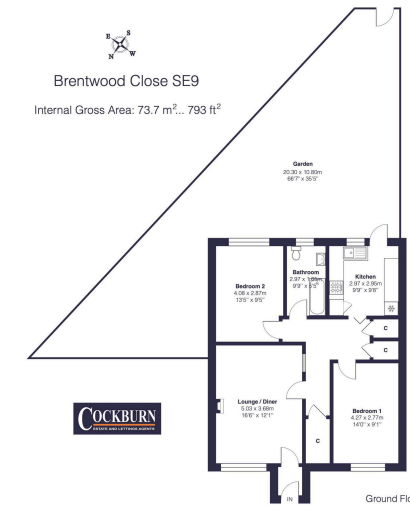 E
S
N
W
Brentwood Close SE9
Internal Gross Area: 73.7 m²... 793 ft²
Garden
20.30 x 10.80m
66'7" x 35'5"
Bedroom 2
4.08 x 2.87m
13'5" x 9'5"
Bathroom
2.97 x
9'9" x 5'5"
Kitchen
2.97 x 2.95m
9'9" x 9'8"
C
C
Lounge / Diner
5.03 x 3.68m
16'6" x 12'1"
Bedroom 1
4.27 x 2.77m
14'0" x 9'1"
C
COCKBURN
ESTATE AND LETTINGS AGENTS
IN
Ground Flo